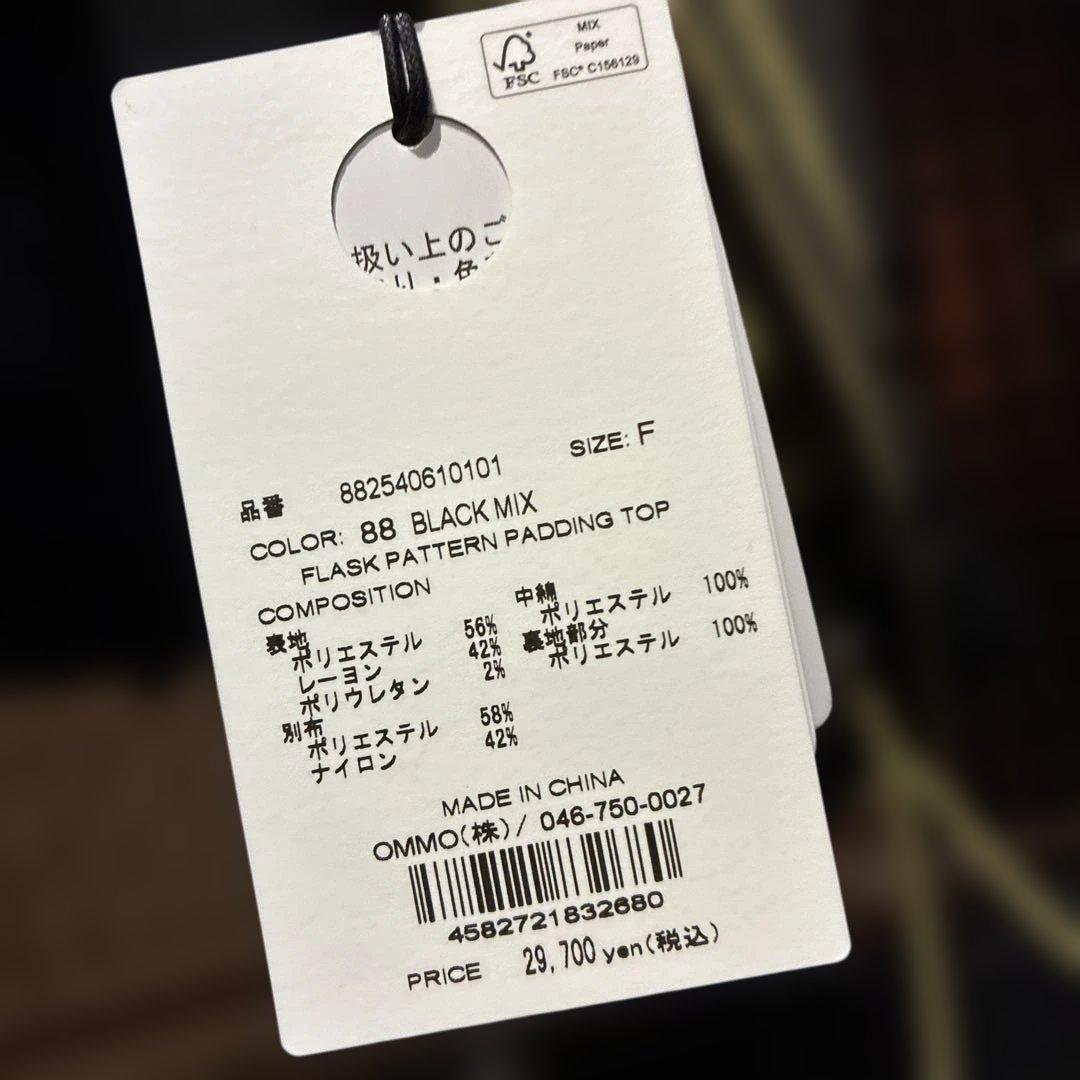 MIX
Paper
FSC® C156129
FSC
扱い上のご
り・色
品番 882540610101 SIZE: F
COLOR: 88 BLACK MIX
FLASK PATTERN PADDING TOP
COMPOSITION
表地
ポリエステル 56%
レーヨン 42%
ポリウレタン 2%
別布
ポリエステル 58%
ナイロン 42%
中綿
ポリエステル 100%
裏地部分
ポリエステル 100%
MADE IN CHINA
OMMO(株)/ 046-750-0027
4582721832680
PRICE 29,700 yen(税込)